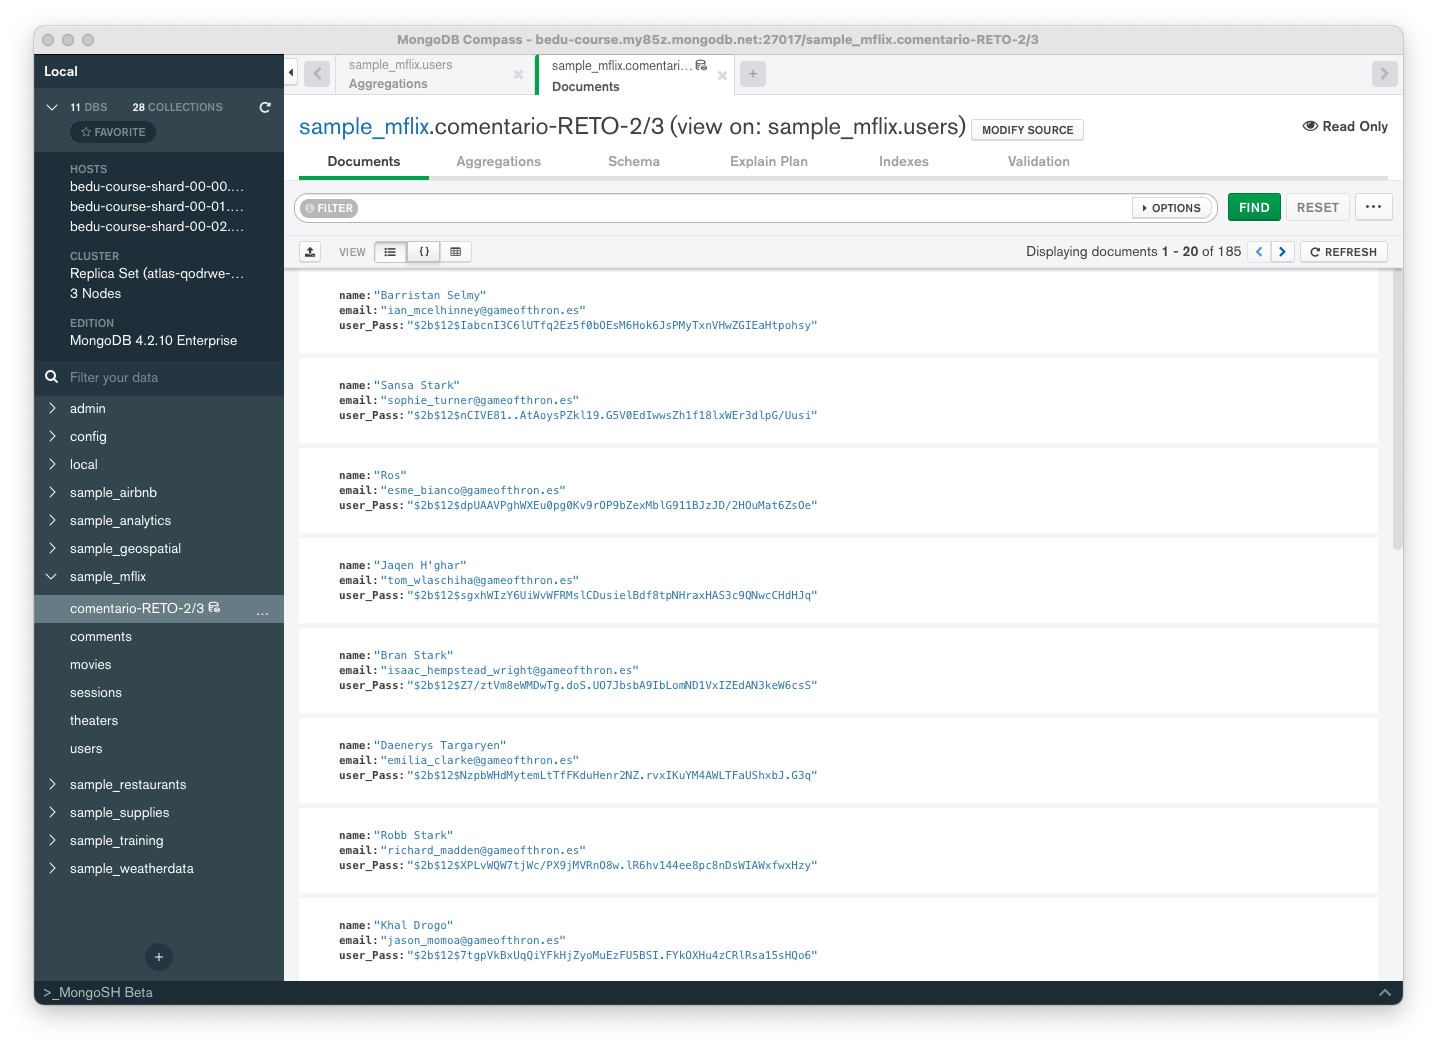 MongoDB Compass - bedu-course.my85z.mongodb.net:27017/sample_mflix.comentario-RETO-2/3
Local
11 DBS 28 COLLECTIONS
FAVORITE
HOSTS
bedu-course-shard-00-00....
bedu-course-shard-00-01....
bedu-course-shard-00-02....
CLUSTER
Replica Set (atlas-qodrwe-...
3 Nodes
EDITION
MongoDB 4.2.10 Enterprise
Filter your data
admin
config
local
sample_airbnb
sample_analytics
sample_geospatial
sample_mflix
comentario-RETO-2/3 ...
comments
movies
sessions
theaters
users
sample_restaurants
sample_supplies
sample_training
sample_weatherdata
sample_mflix.users
Aggregations
sample_mflix.comentari...
Documents
sample_mflix.comentario-RETO-2/3 (view on: sample_mflix.users) MODIFY SOURCE
Read Only
Documents Aggregations Schema Explain Plan Indexes Validation
FILTER OPTIONS FIND RESET ...
VIEW {} Displaying documents 1 - 20 of 185 REFRESH
name: "Barristan Selmy"
email: "ian_mcelhinney@gameofthron.es"
user_Pass: "$2b$12$IabcnI3C6lUTfq2Ez5f0bOEsM6Hok6JsPMyTxnVHwZGIEaHtpohsy"
name: "Sansa Stark"
email: "sophie_turner@gameofthron.es"
user_Pass: "$2b$12$nCIVE81..AtAoysPZkl19.G5V0EdIwwsZh1f18lxWEr3dlpG/Uusi"
name: "Ros"
email: "esme_bianco@gameofthron.es"
user_Pass: "$2b$12$dpUAAVPghWXEu0pg0Kv9rOP9bZexMblG911BJzJD/2HOuMat6ZsOe"
name: "Jaqen H'ghar"
email: "tom_wlaschiha@gameofthron.es"
user_Pass: "$2b$12$sgxhWIzY6UiWvWFRMslCDusielBdf8tpNHraxHAS3c9QNwcCHdHJq"
name: "Bran Stark"
email: "isaac_hempstead_wright@gameofthron.es"
user_Pass: "$2b$12$Z7/ztVm8eWMDwTg.doS.UO7JbsbA9IbLomND1VxIZEdAN3keW6csS"
name: "Daenerys Targaryen"
email: "emilia_clarke@gameofthron.es"
user_Pass: "$2b$12$NzpbWHdMytemLtTfFKduHenr2NZ.rvxIKuYM4AWLTFaUShxbJ.G3q"
name: "Robb Stark"
email: "richard_madden@gameofthron.es"
user_Pass: "$2b$12$XPLvWQW7tjWc/PX9jMVRnO8w.lR6hv144ee8pc8nDsWIAWxfwxHzy"
name: "Khal Drogo"
email: "jason_momoa@gameofthron.es"
user_Pass: "$2b$12$7tgpVkBxUqQiYFkHjZyoMuEzFU5BSI.FYkOXHu4zCRlRsa15sHQo6"
>_MongoSH Beta